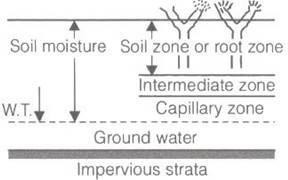 Soil moisture
Soil zone or root zone
Intermediate zone
Capillary zone
W.T.
Ground water
Impervious strata